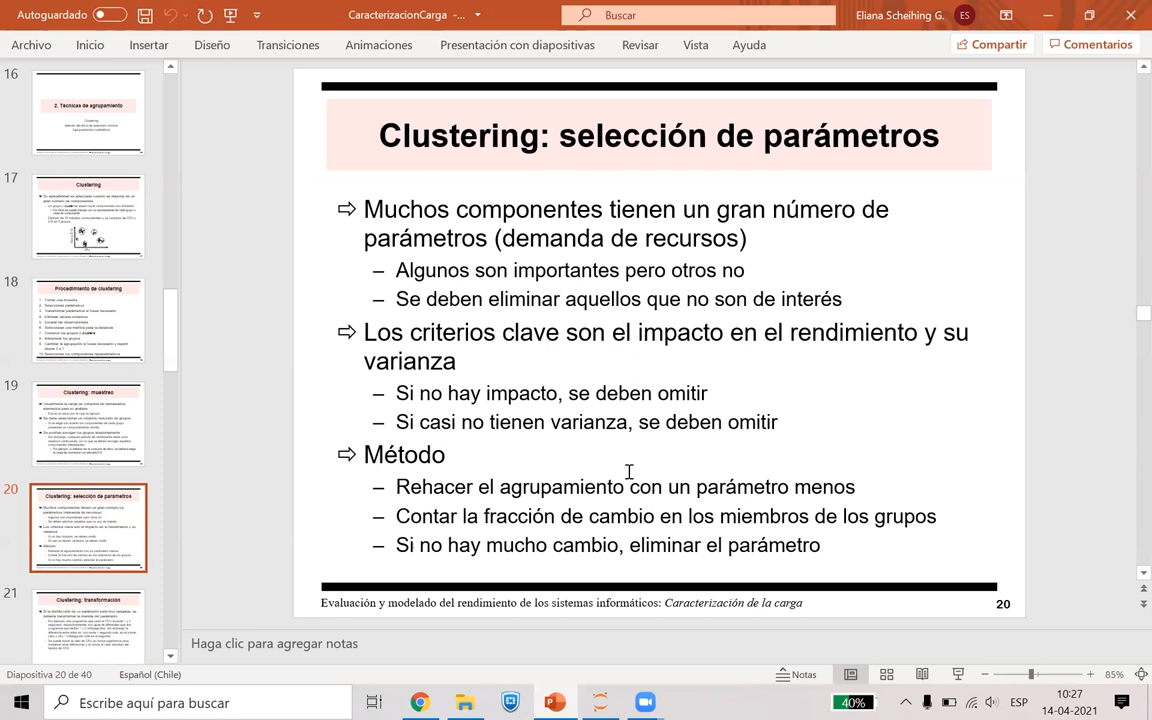 Autoguardado
CaracterizacionCarga -...
Buscar
Eliana Scheihing G.
ES
Archivo
Inicio
Insertar
Diseño
Transiciones
Animaciones
Presentación con diapositivas
Revisar
Vista
Ayuda
Compartir
Comentarios
16
2. Técnicas de agrupamiento
17
Clustering
18
Procedimiento de clustering
19
Clustering: muestreo
20
Clustering: selección de parámetros
21
Clustering: transformación
Clustering: selección de parámetros
⇨ Muchos componentes tienen un gran número de
parámetros (demanda de recursos)
– Algunos son importantes pero otros no
– Se deben eliminar aquellos que no son de interés
⇨ Los criterios clave son el impacto en el rendimiento y su
varianza
– Si no hay impacto, se deben omitir
– Si casi no tienen varianza, se deben omitir
⇨ Método
– Rehacer el agrupamiento con un parámetro menos
– Contar la fracción de cambio en los miembros de los grupos
– Si no hay mucho cambio, eliminar el parámetro
Evaluación y modelado del rendimiento de los sistemas informáticos: Caracterización de la carga
20
Haga clic para agregar notas
Diapositiva 20 de 40
Español (Chile)
Notas
85%
Escribe aquí para buscar
40%
ESP
10:27
14-04-2021